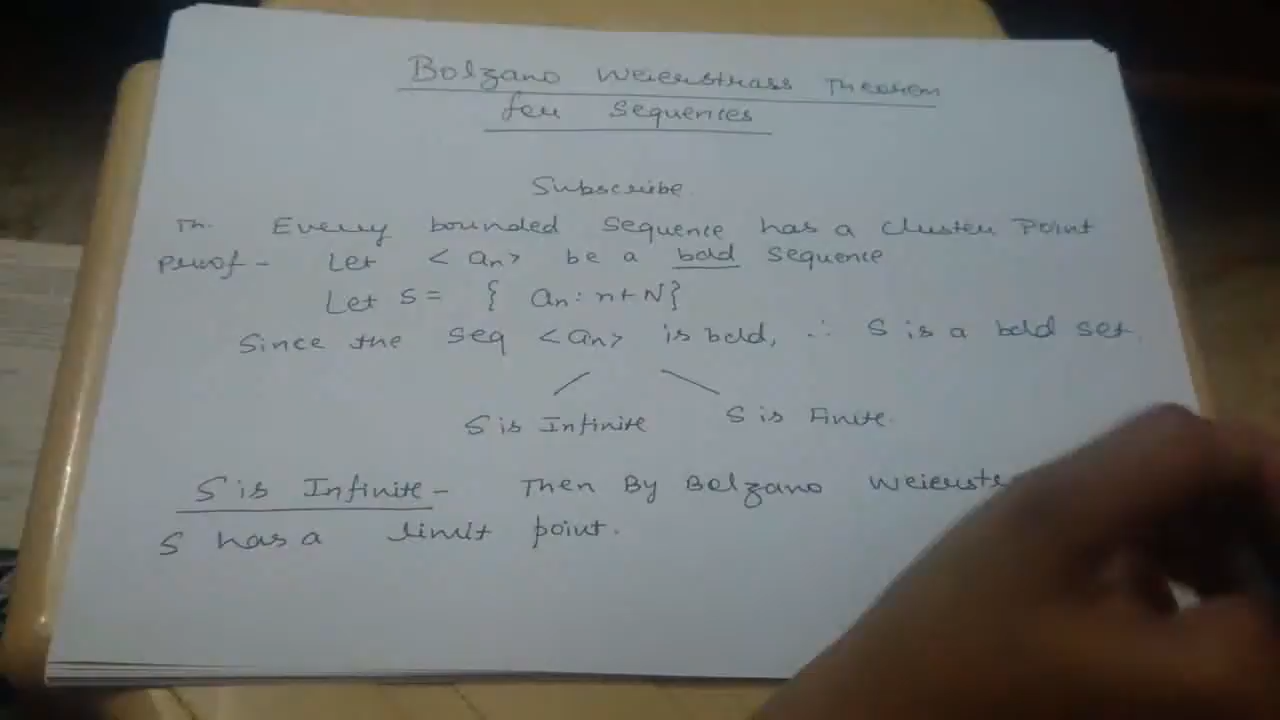 Bolzano Weierstrass Theorem
for Sequences
Subscribe
Th. Every bounded sequence has a cluster Point
Proof - Let < an > be a bdd sequence
Let S = { an : n ∈ N }
Since the seq < an > is bdd, ∴ S is a bdd set.
S is Infinite S is Finite.
S is Infinite - Then By Bolzano
S has a limit point.